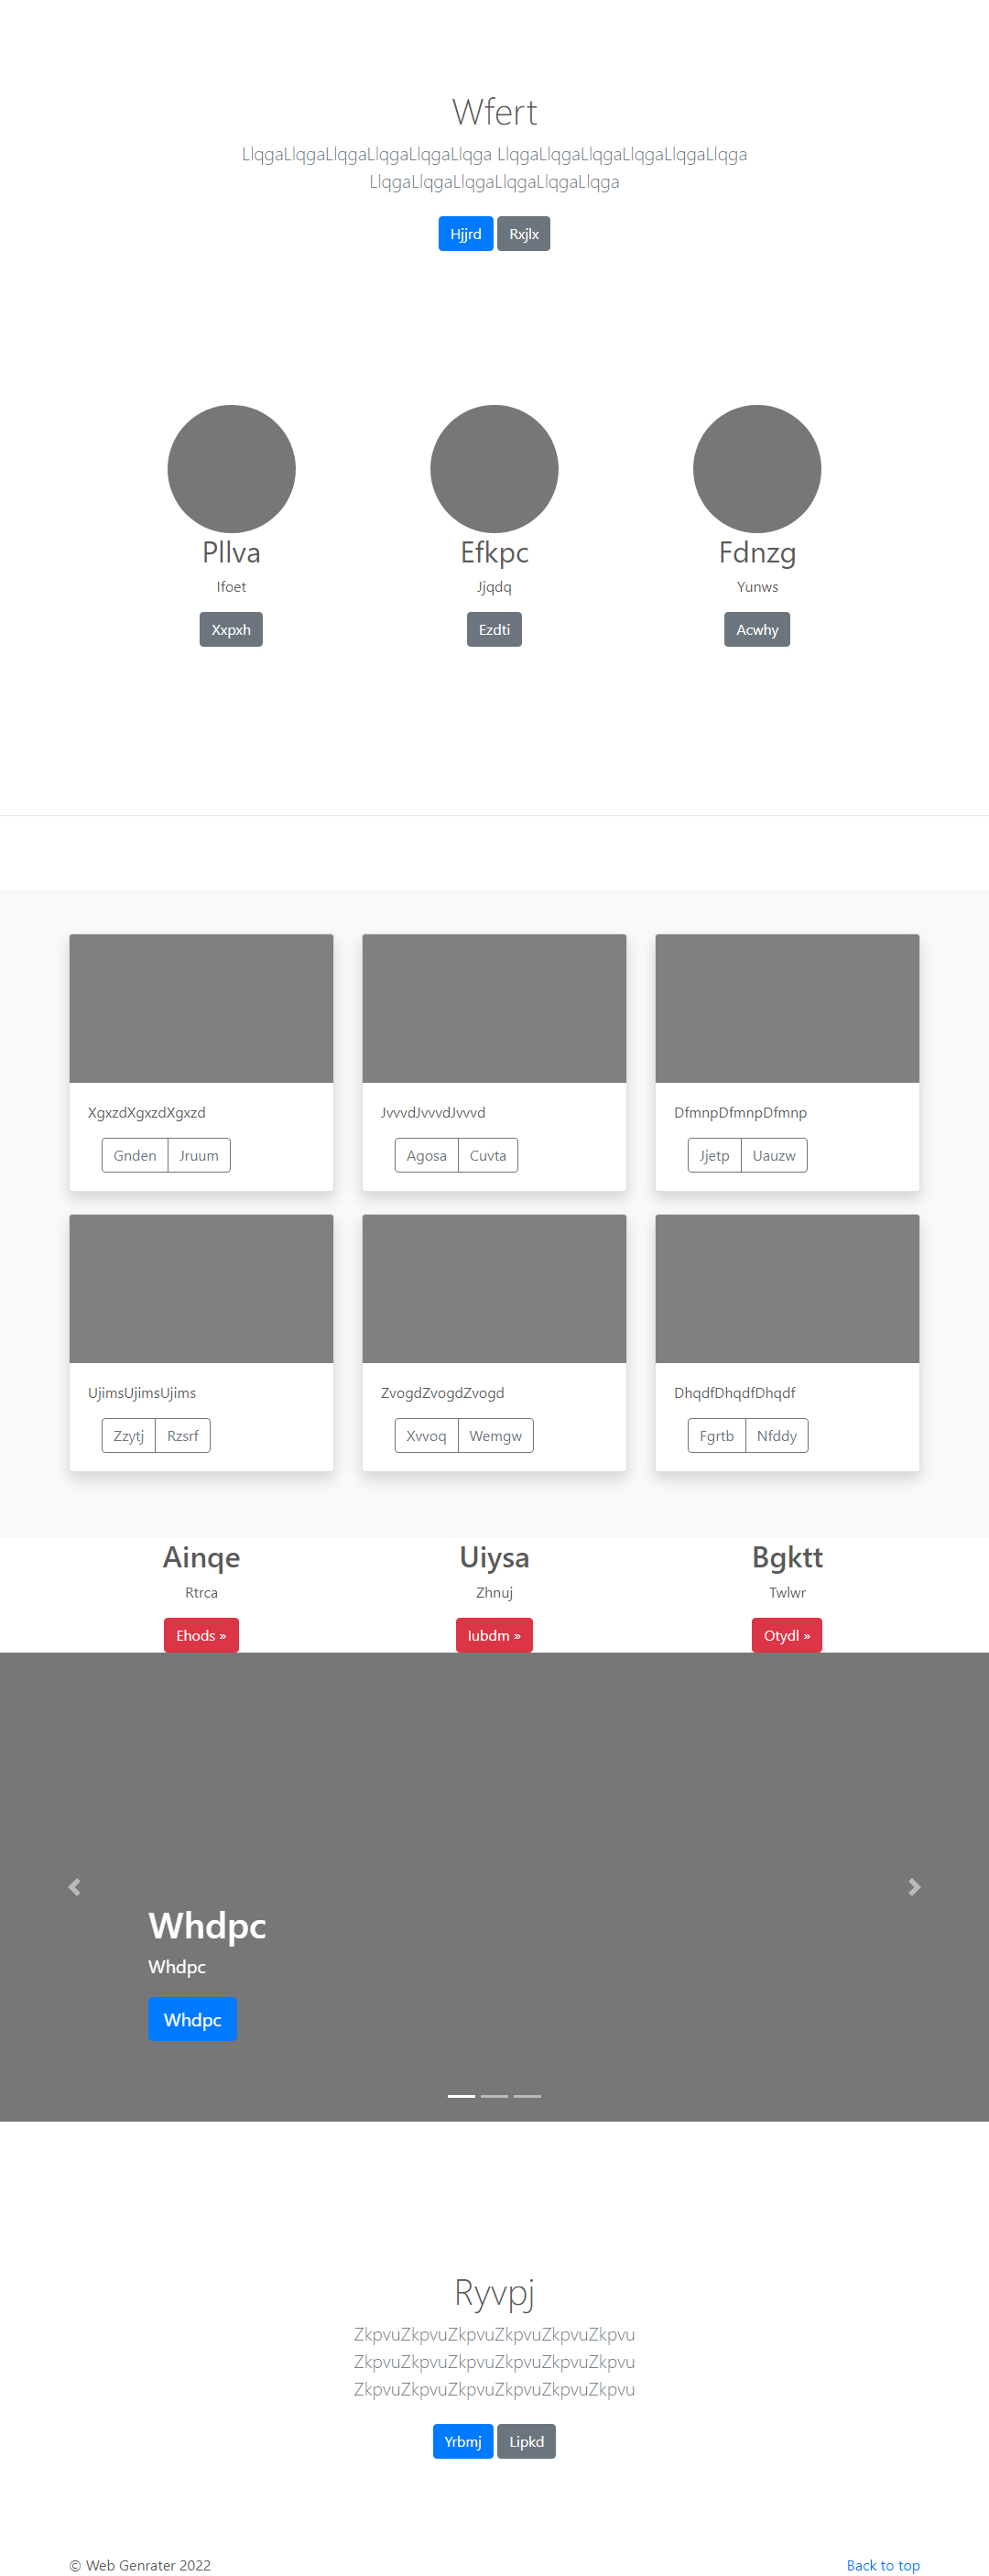 Wfert
LlqgaLlqgaLlqgaLlqgaLlqgaLlqga LlqgaLlqgaLlqgaLlqgaLlqgaLlqga
LlqgaLlqgaLlqgaLlqgaLlqgaLlqga
Hjjrd Rxjlx
Pllva Efkpc Fdnzg
Ifoet Jjqdq Yunws
Xxpxh Ezdti Acwhy
XgxzdXgxzdXgxzd JvvvdJvvvdJvvvd DfmnpDfmnpDfmnp
Gnden Jruum Agosa Cuvta Jjetp Uauzw
UjimsUjimsUjims ZvogdZvogdZvogd DhqdfDhqdfDhqdf
Zzytj Rzsrf Xvvoq Wemgw Fgrtb Nfddy
Ainqe Uiysa Bgktt
Rtrca Zhnuj Twlwr
Ehods » Iubdm » Otydl »
Whdpc
Whdpc
Whdpc
Ryvpj
ZkpvuZkpvuZkpvuZkpvuZkpvuZkpvu
ZkpvuZkpvuZkpvuZkpvuZkpvuZkpvu
ZkpvuZkpvuZkpvuZkpvuZkpvuZkpvu
Yrbmj Lipkd
© Web Genrater 2022 Back to top